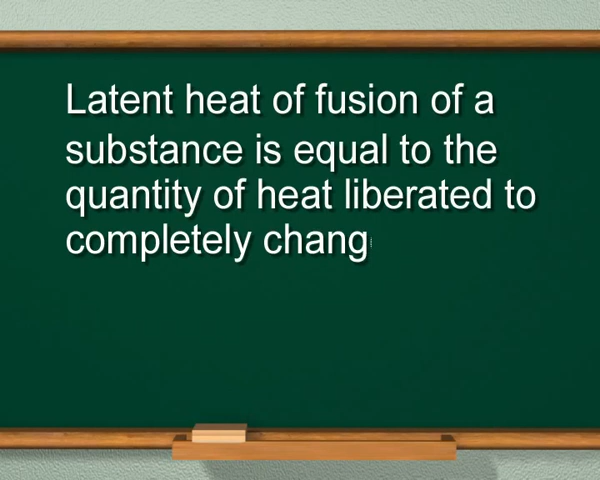 Latent heat of fusion of a
substance is equal to the
quantity of heat liberated to
completely chang